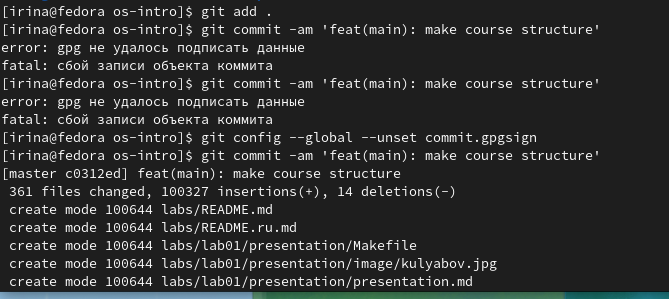 [irina@fedora os-intro]$ git add .
[irina@fedora os-intro]$ git commit -am 'feat(main): make course structure'
error: gpg не удалось подписать данные
fatal: сбой записи объекта коммита
[irina@fedora os-intro]$ git commit -am 'feat(main): make course structure'
error: gpg не удалось подписать данные
fatal: сбой записи объекта коммита
[irina@fedora os-intro]$ git config --global --unset commit.gpgsign
[irina@fedora os-intro]$ git commit -am 'feat(main): make course structure'
[master c0312ed] feat(main): make course structure
 361 files changed, 100327 insertions(+), 14 deletions(-)
 create mode 100644 labs/README.md
 create mode 100644 labs/README.ru.md
 create mode 100644 labs/lab01/presentation/Makefile
 create mode 100644 labs/lab01/presentation/image/kulyabov.jpg
 create mode 100644 labs/lab01/presentation/presentation.md